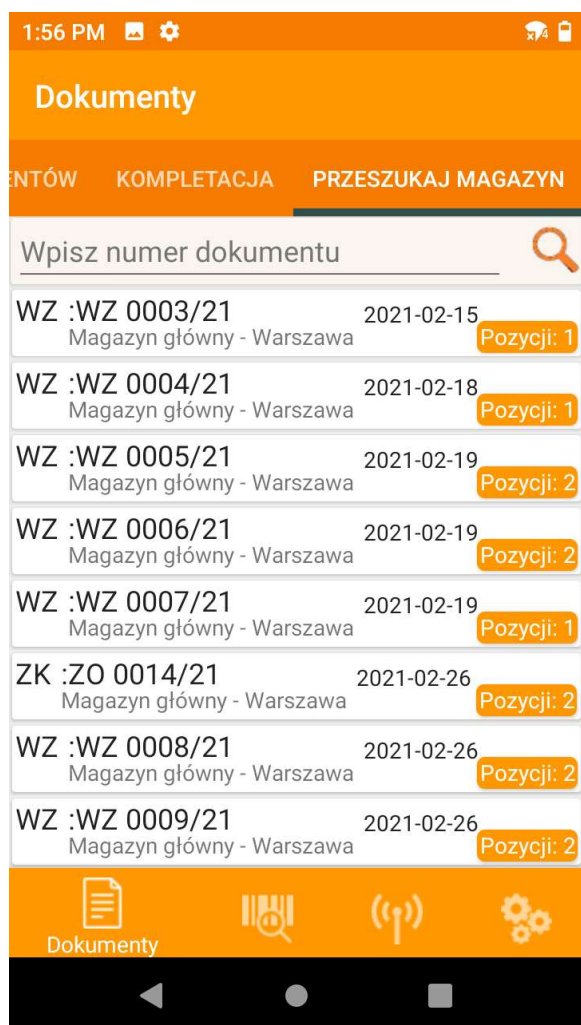 1:56 PM
x 4
Dokumenty
ENTÓW KOMPLETACJA PRZESZUKAJ MAGAZYN
Wpisz numer dokumentu
WZ :WZ 0003/21 2021-02-15
Magazyn główny - Warszawa Pozycji: 1
WZ :WZ 0004/21 2021-02-18
Magazyn główny - Warszawa Pozycji: 1
WZ :WZ 0005/21 2021-02-19
Magazyn główny - Warszawa Pozycji: 2
WZ :WZ 0006/21 2021-02-19
Magazyn główny - Warszawa Pozycji: 2
WZ :WZ 0007/21 2021-02-19
Magazyn główny - Warszawa Pozycji: 1
ZK :ZO 0014/21 2021-02-26
Magazyn główny - Warszawa Pozycji: 2
WZ :WZ 0008/21 2021-02-26
Magazyn główny - Warszawa Pozycji: 2
WZ :WZ 0009/21 2021-02-26
Magazyn główny - Warszawa Pozycji: 2
Dokumenty